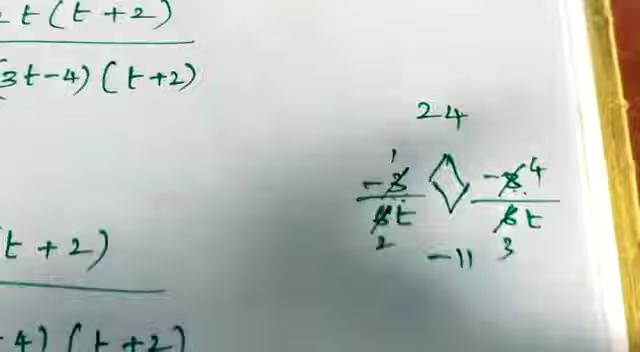 t(t+2)
(3t-4)(t+2)
24
-3 1 / 6t 2
-8 4 / 6t 3
-11
t+2)
4)(t+2)